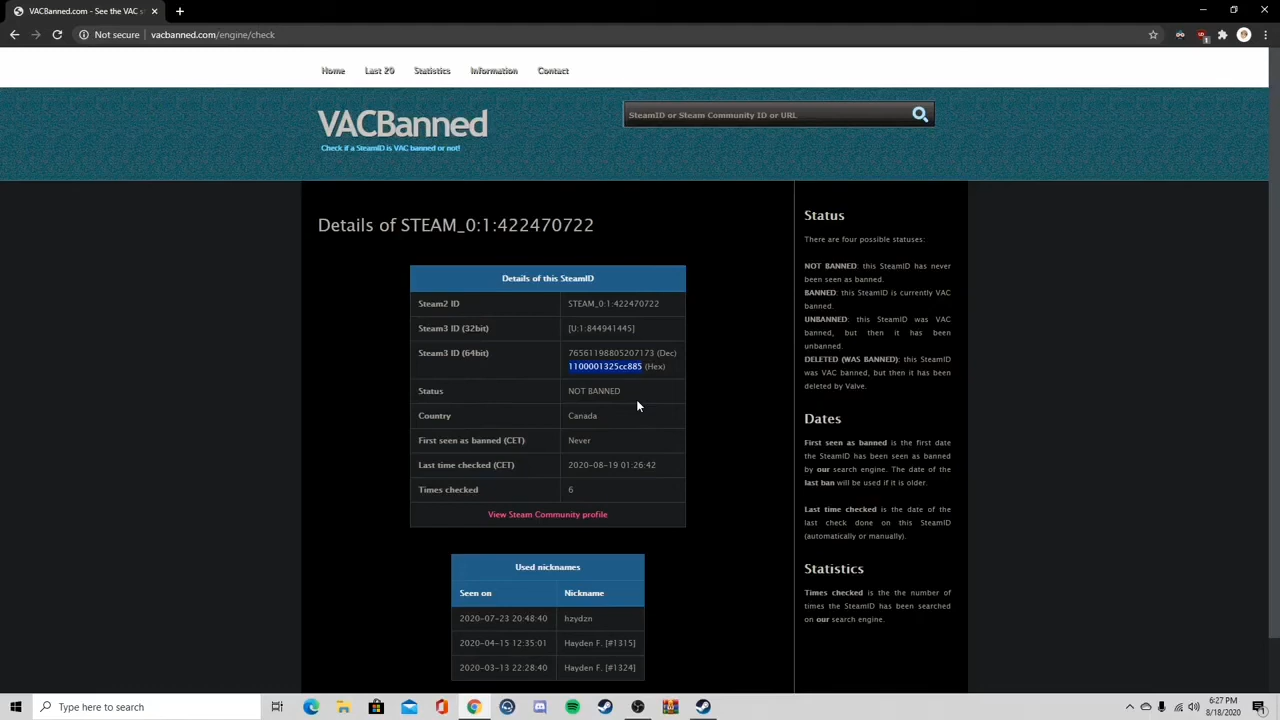 VACBanned.com - See the VAC s
Not secure | vacbanned.com/engine/check
1
Home Last 20 Statistics Information Contact
VACBanned
Check if a SteamID is VAC banned or not!
SteamID or Steam Community ID or URL
Details of STEAM_0:1:422470722
Details of this SteamID
Steam2 ID STEAM_0:1:422470722
Steam3 ID (32bit) [U:1:844941445]
Steam3 ID (64bit) 76561198805207173 (Dec)
1100001325cc885 (Hex)
Status NOT BANNED
Country Canada
First seen as banned (CET) Never
Last time checked (CET) 2020-08-19 01:26:42
Times checked 6
View Steam Community profile
Used nicknames
Seen on Nickname
2020-07-23 20:48:40 hzydzn
2020-04-15 12:35:01 Hayden F. [#1315]
2020-03-13 22:28:40 Hayden F. [#1324]
Status
There are four possible statuses:
NOT BANNED: this SteamID has never
been seen as banned.
BANNED: this SteamID is currently VAC
banned.
UNBANNED: this SteamID was VAC
banned, but then it has been
unbanned.
DELETED (WAS BANNED): this SteamID
was VAC banned, but then it has been
deleted by Valve.
Dates
First seen as banned is the first date
the SteamID has been seen as banned
by our search engine. The date of the
last ban will be used if it is older.
Last time checked is the date of the
last check done on this SteamID
(automatically or manually).
Statistics
Times checked is the the number of
times the SteamID has been searched
on our search engine.
Type here to search
6:27 PM
8/18/2020
1